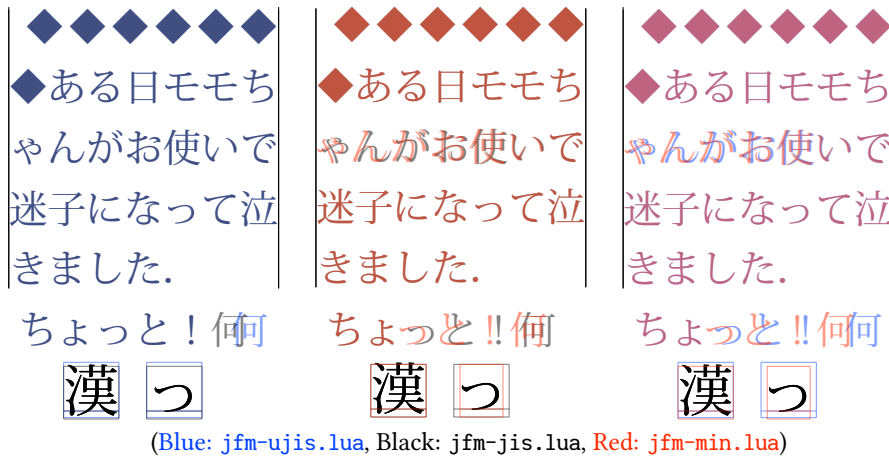 ◆◆◆◆◆◆
◆ある日モモち
ゃんがお使いで
迷子になって泣
きました.
ちょっと！何
漢 っ
◆◆◆◆◆◆
◆ある日モモち
ゃんがお使いで
迷子になって泣
きました.
ちょっと!!何
漢 っ
◆◆◆◆◆◆
◆ある日モモち
ゃんがお使いで
迷子になって泣
きました.
ちょっと!!何
漢 っ
(Blue: jfm-ujis.lua, Black: jfm-jis.lua, Red: jfm-min.lua)